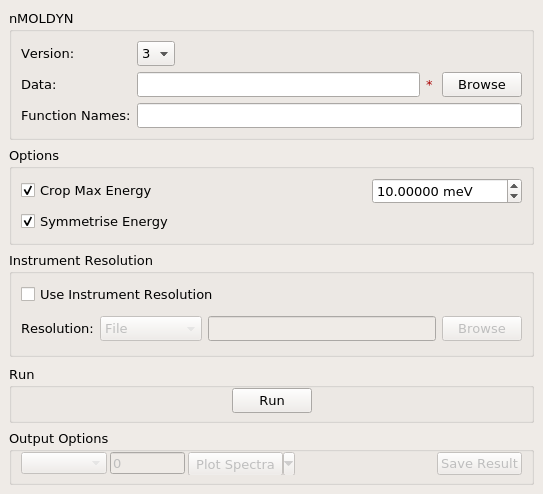 nMOLDYN
Version: 3
Data: * Browse
Function Names:
Options
Crop Max Energy 10.00000 meV
Symmetrise Energy
Instrument Resolution
Use Instrument Resolution
Resolution: File Browse
Run
Run
Output Options
0 Plot Spectra Save Result